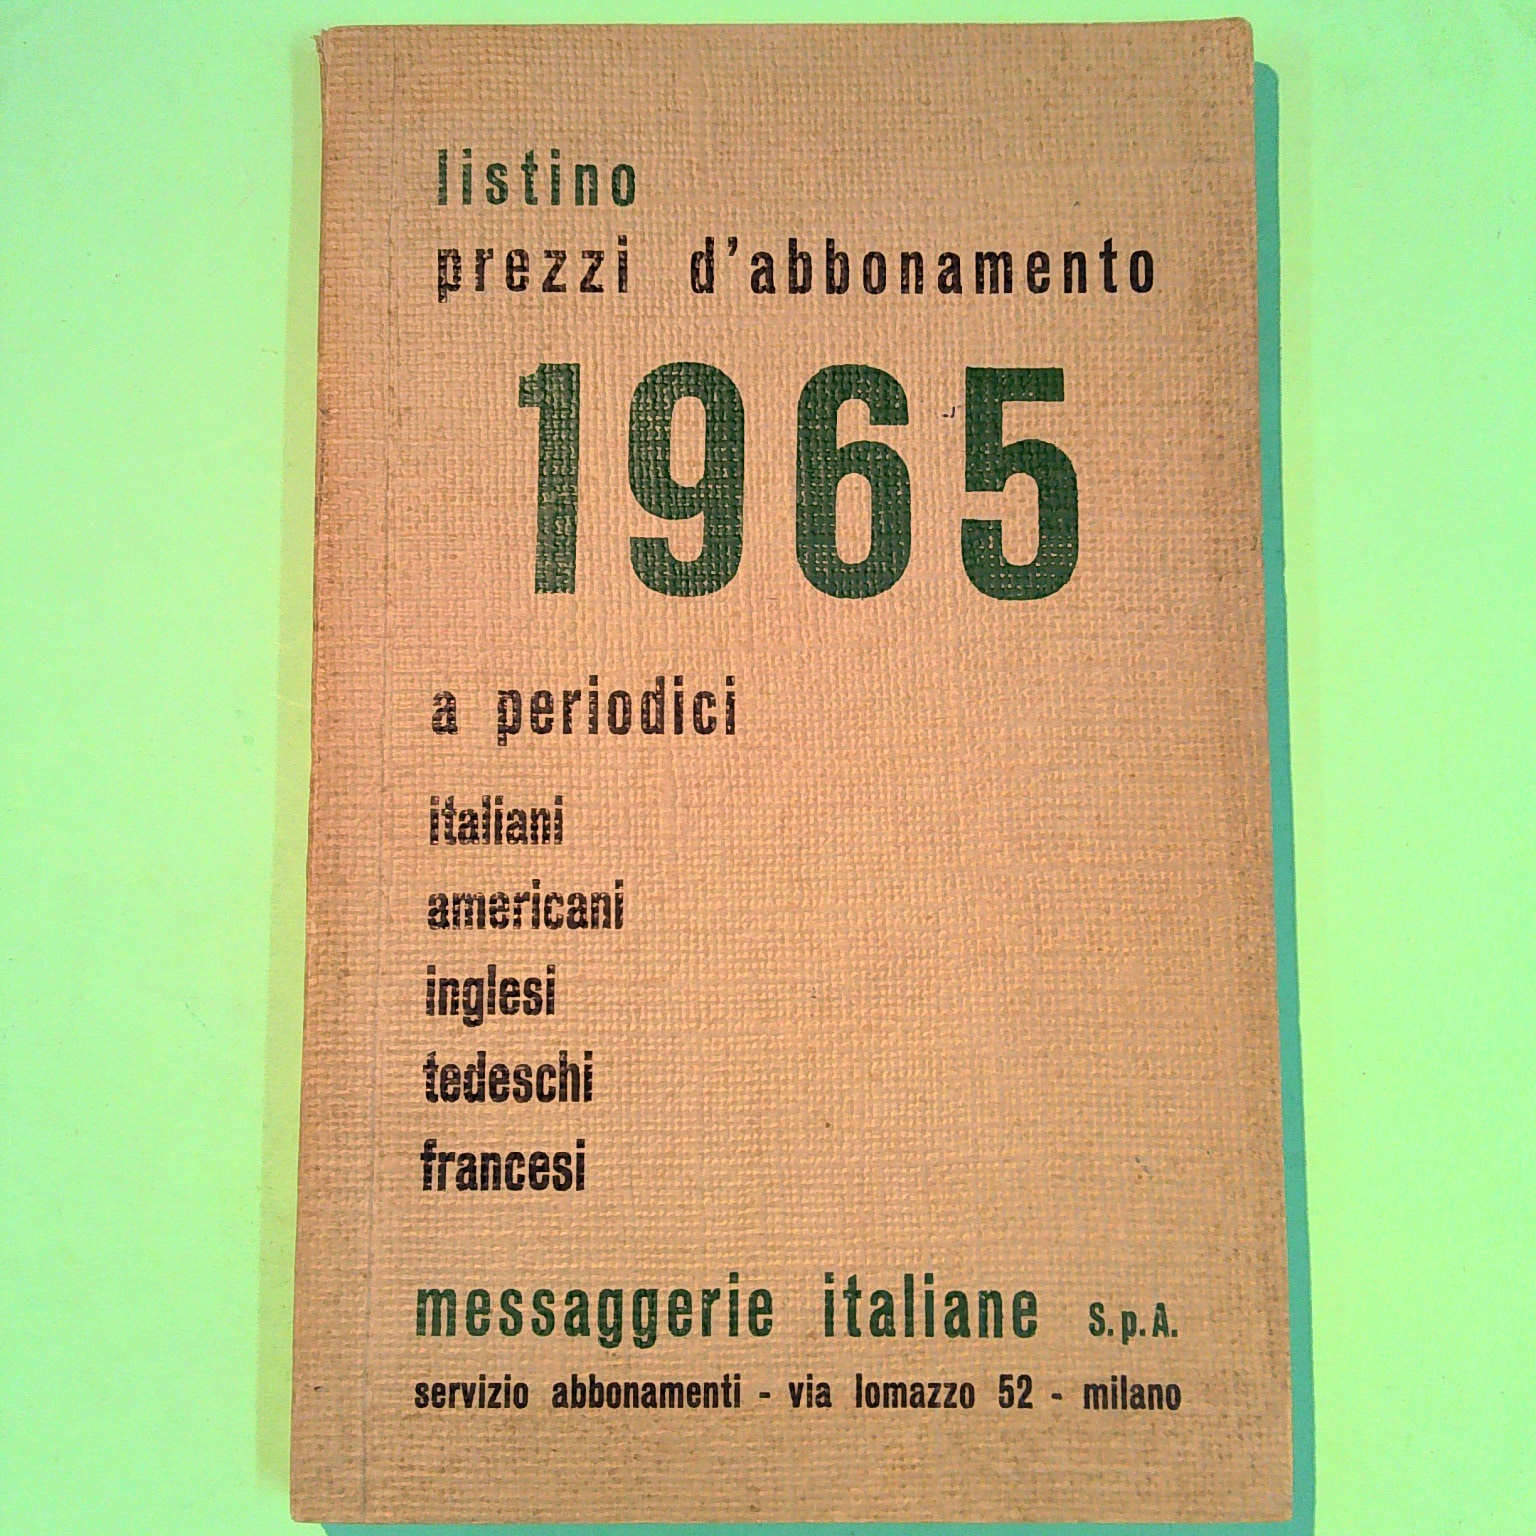 listino
prezzi d'abbonamento
1965
a periodici
italiani
americani
inglesi
tedeschi
francesi
messaggerie italiane S.p.A.
servizio abbonamenti - via lomazzo 52 - milano